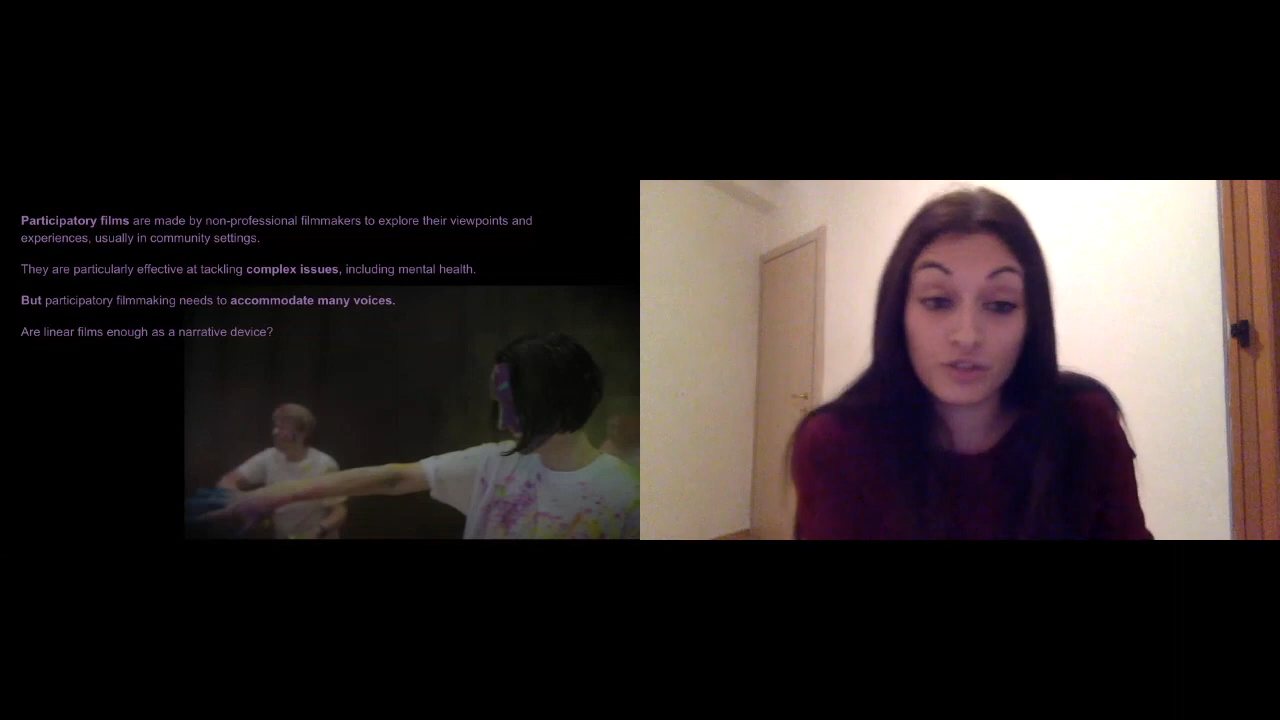 Participatory films are made by non-professional filmmakers to explore their viewpoints and
experiences, usually in community settings.
They are particularly effective at tackling complex issues, including mental health.
But participatory filmmaking needs to accommodate many voices.
Are linear films enough as a narrative device?